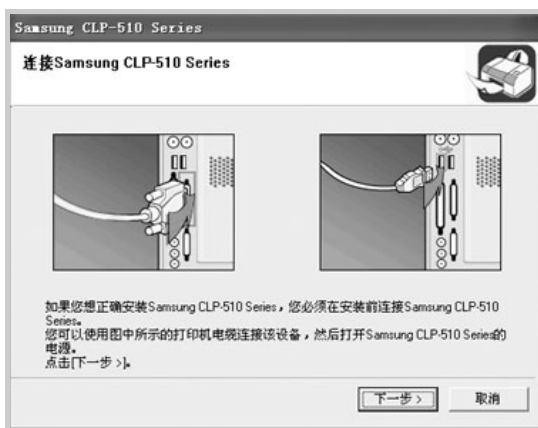 Samsung CLP-510 Series
连接Samsung CLP-510 Series
如果您想正确安装Samsung CLP-510 Series，您必须在安装前连接Samsung CLP-510
Series。
您可以使用图中所示的打印机电缆连接该设备，然后打开Samsung CLP-510 Series的
电源。
点击[下一步 >]。
下一步 >
取消